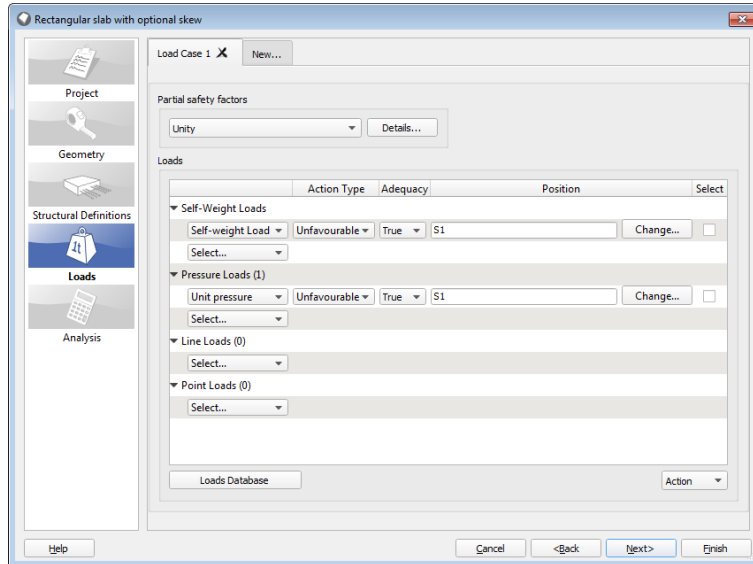 Rectangular slab with optional skew
Project
Geometry
Structural Definitions
1t
Loads
Analysis
Load Case 1 New...
Partial safety factors
Unity Details...
Loads
Action Type Adequacy Position Select
Self-Weight Loads
Self-weight Load Unfavourable True S1 Change...
Select...
Pressure Loads (1)
Unit pressure Unfavourable True S1 Change...
Select...
Line Loads (0)
Select...
Point Loads (0)
Select...
Loads Database Action
Help Cancel <Back Next> Finish